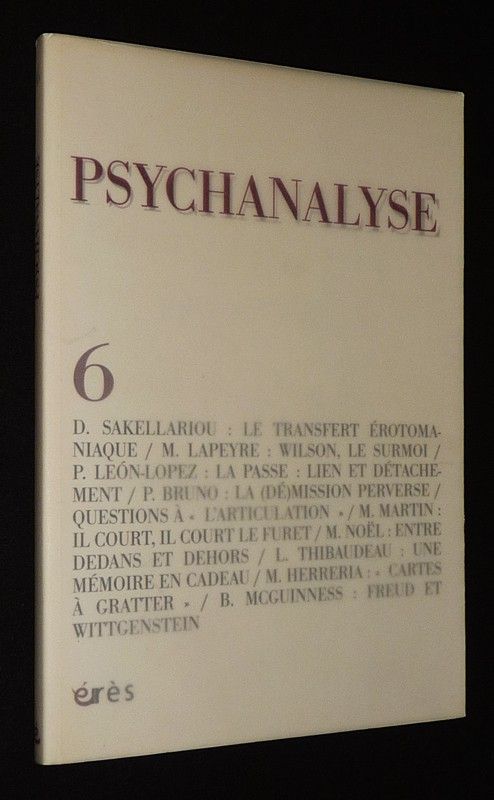 PSYCHANALYSE
6
D. SAKELLARIOU : LE TRANSFERT ÉROTOMA-
NIAQUE / M. LAPEYRE : WILSON, LE SURMOI /
P. LEÓN-LOPEZ : LA PASSE : LIEN ET DÉTACHE-
MENT / P. BRUNO : LA (DÉ)MISSION PERVERSE /
QUESTIONS À « L'ARTICULATION » / M. MARTIN :
IL COURT, IL COURT LE FURET / M. NOËL : ENTRE
DEDANS ET DEHORS / L. THIBAUDEAU : UNE
MÉMOIRE EN CADEAU / M. HERRERIA : « CARTES
À GRATTER » / B. MCGUINNESS : FREUD ET
WITTGENSTEIN
érès